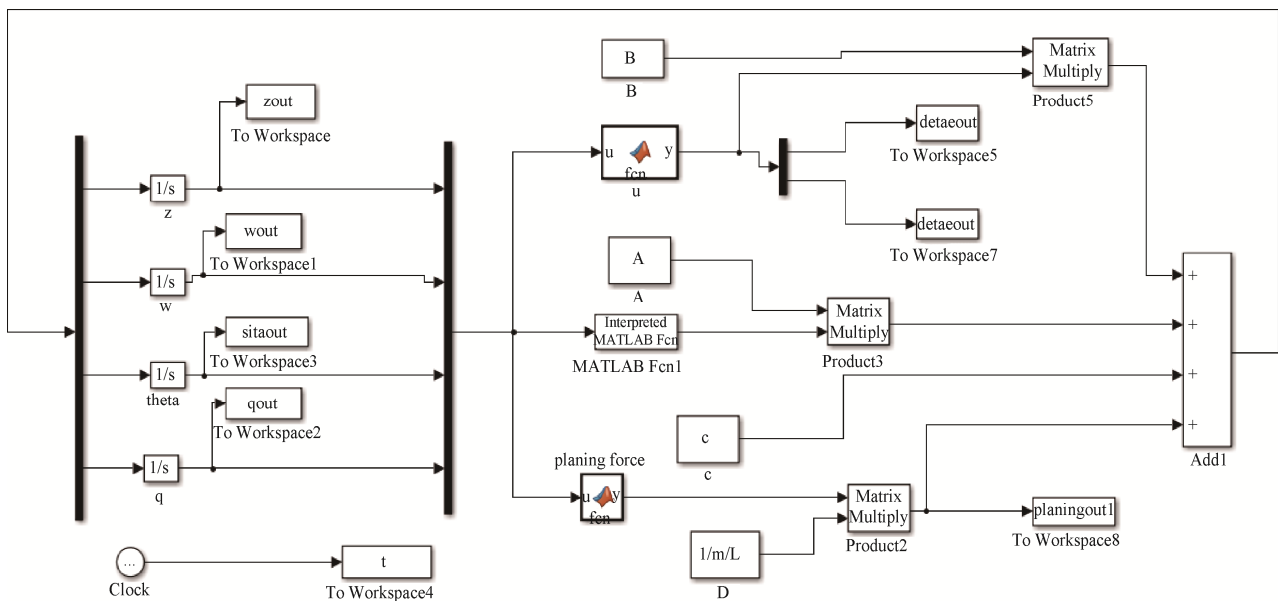 B
B
Matrix
Multiply
Product5
zout
To Workspace
detaeout
To Workspace5
u
y
fcn
u
1/s
z
wout
To Workspace1
detaeout
To Workspace7
A
A
1/s
w
+
Matrix
Multiply
Product3
Interpreted
MATLAB Fcn
MATLAB Fcn1
sitaout
To Workspace3
+
1/s
theta
+
qout
To Workspace2
c
c
+
Add1
1/s
q
planing force
u
y
fcn
Matrix
Multiply
Product2
planingout1
To Workspace8
1/m/L
D
...
Clock
t
To Workspace4